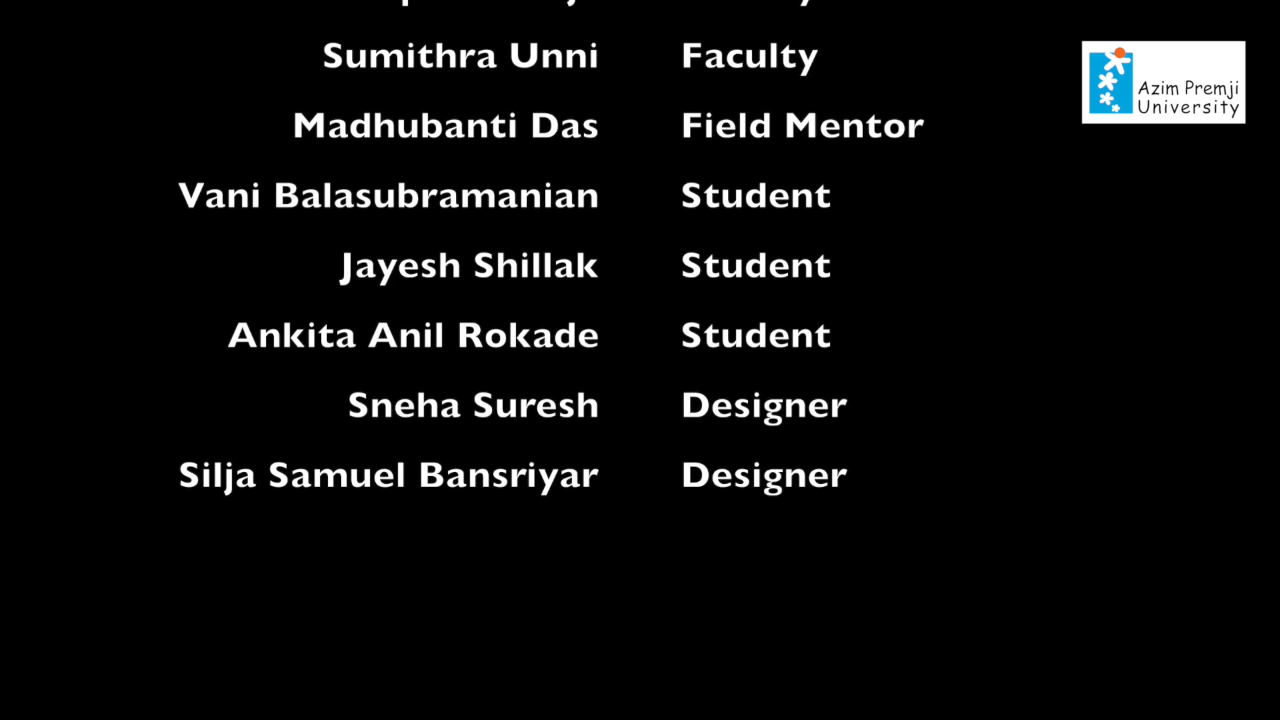 Sumithra Unni Faculty
Madhubanti Das Field Mentor
Vani Balasubramanian Student
Jayesh Shillak Student
Ankita Anil Rokade Student
Sneha Suresh Designer
Silja Samuel Bansriyar Designer
Azim Premji
University